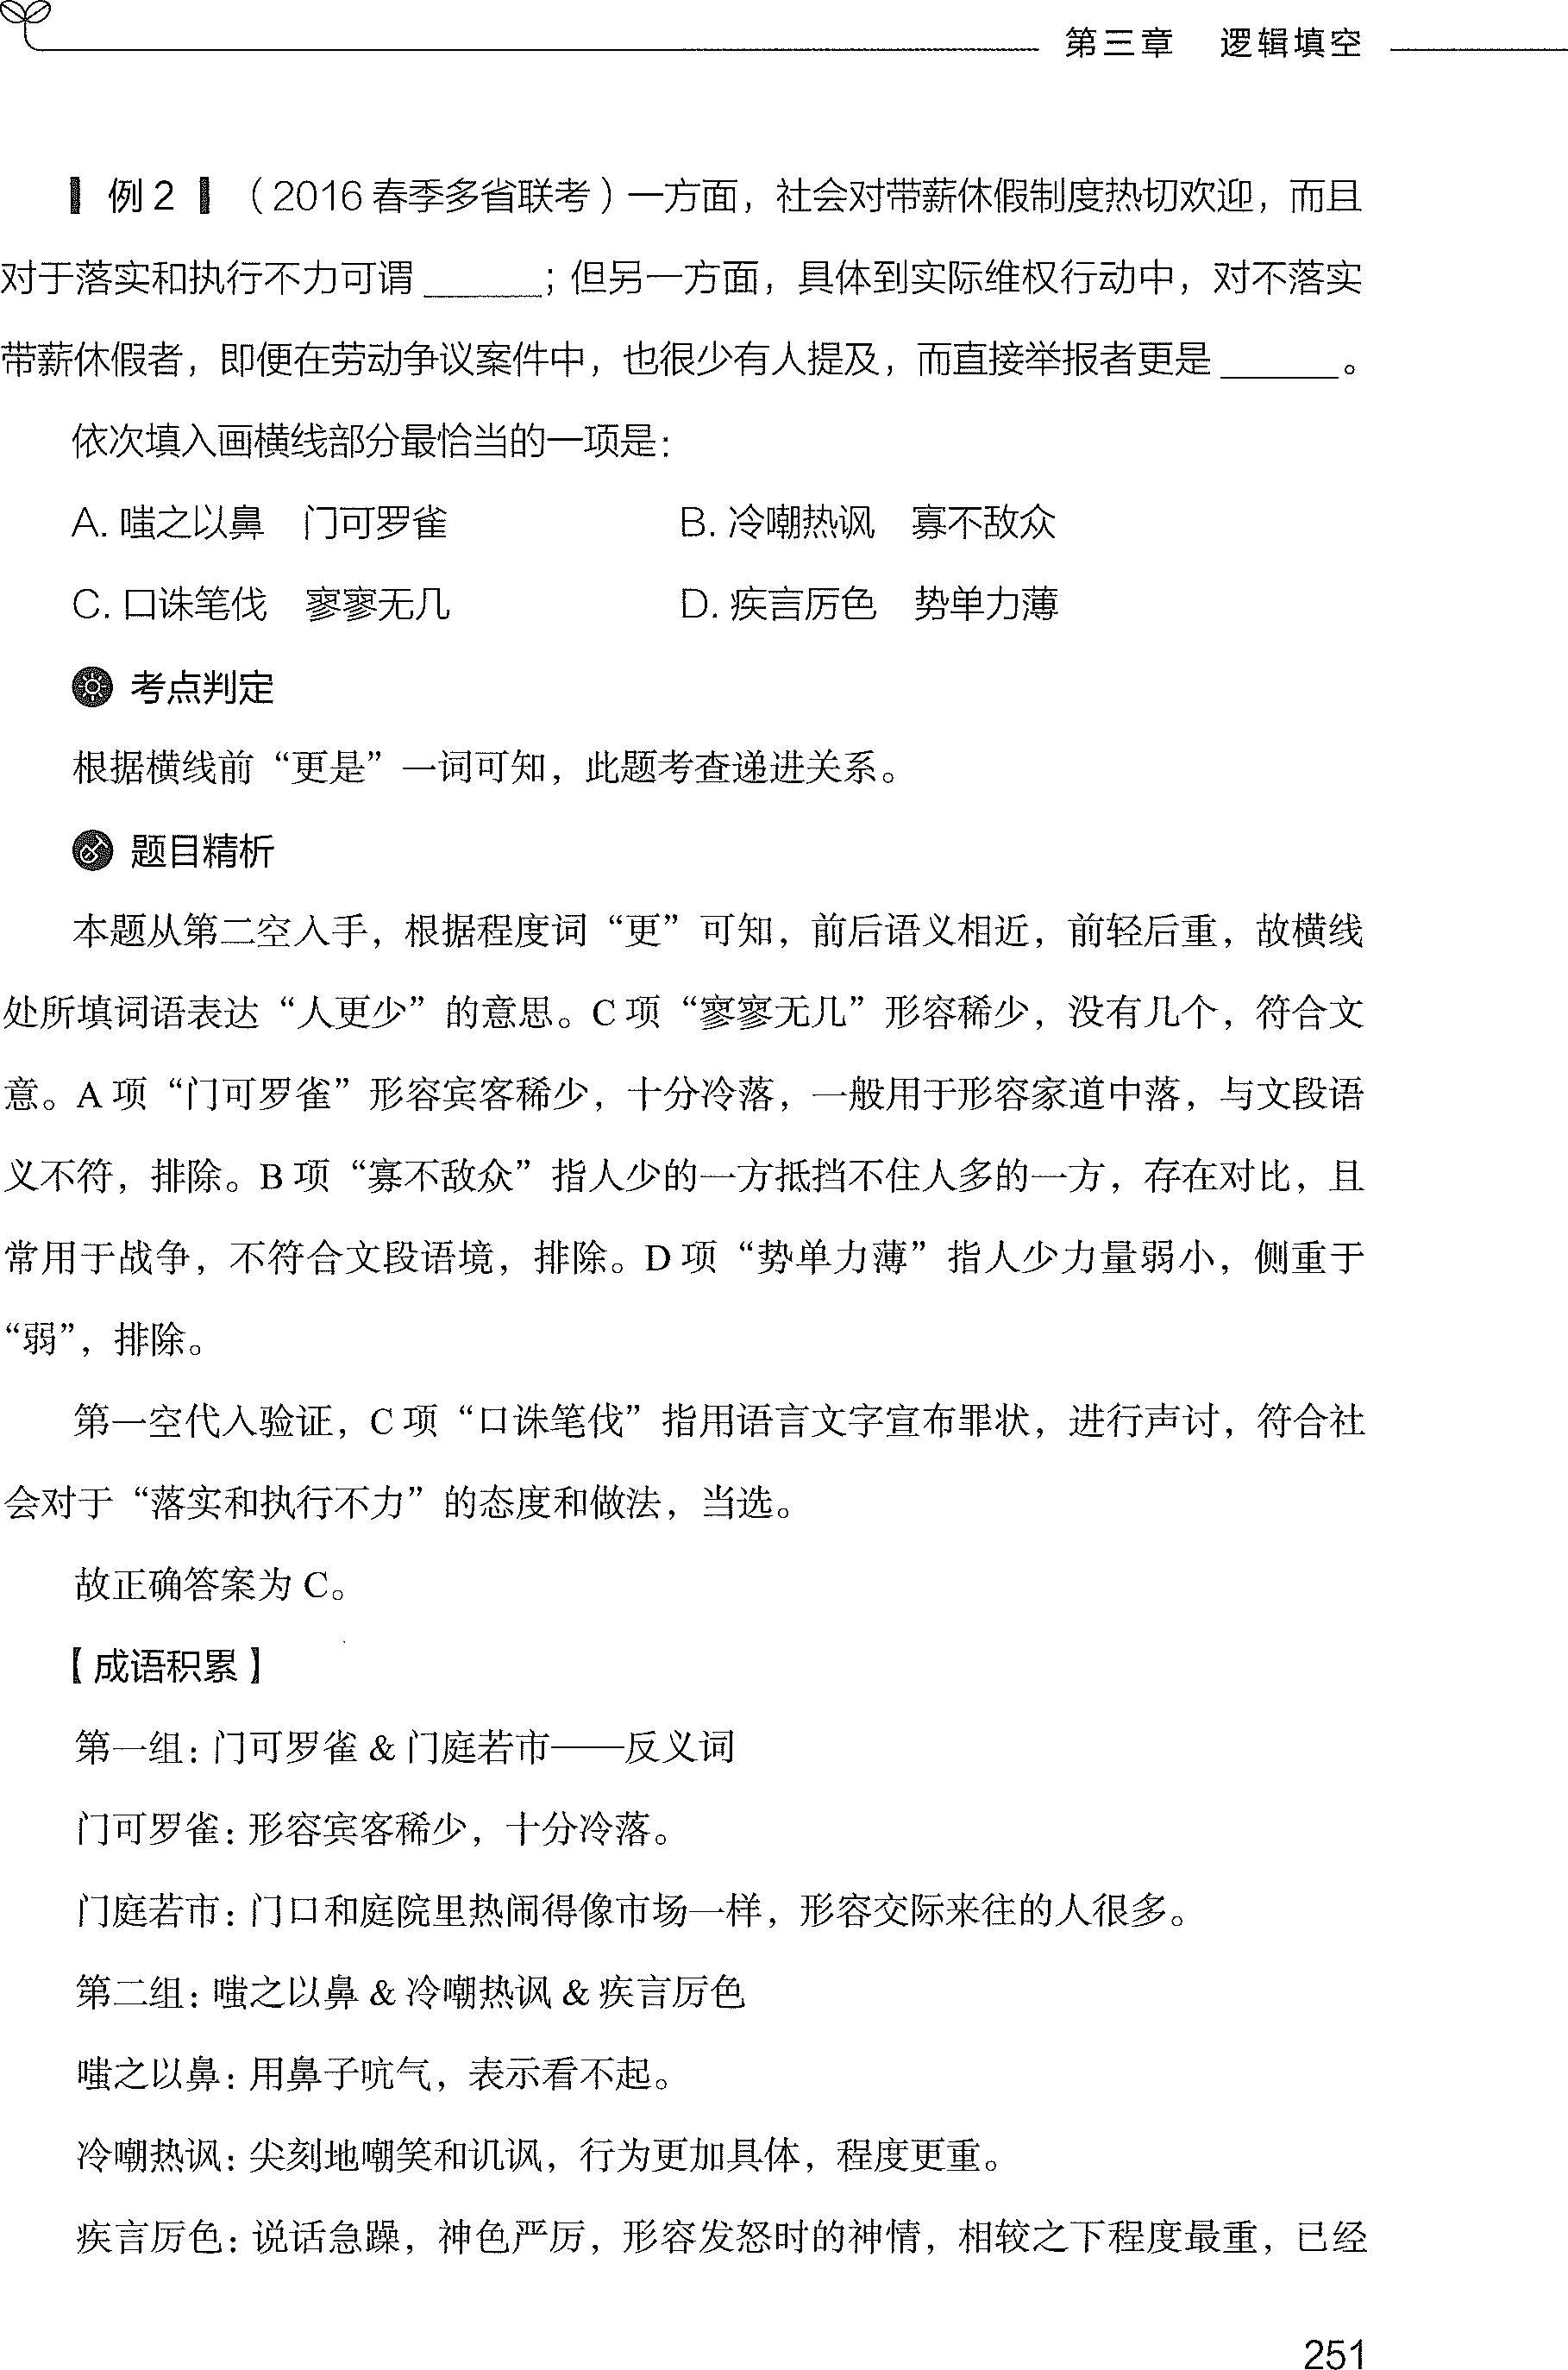 第三章 逻辑填空
例2 （2016春季多省联考）一方面，社会对带薪休假制度热切欢迎，而且
对于落实和执行不力可谓______；但另一方面，具体到实际维权行动中，对不落实
带薪休假者，即便在劳动争议案件中，也很少有人提及，而直接举报者更是______。
依次填入画横线部分最恰当的一项是：
A. 嗤之以鼻 门可罗雀 B. 冷嘲热讽 寡不敌众
C. 口诛笔伐 寥寥无几 D. 疾言厉色 势单力薄
考点判定
根据横线前“更是”一词可知，此题考查递进关系。
题目精析
本题从第二空入手，根据程度词“更”可知，前后语义相近，前轻后重，故横线
处所填词语表达“人更少”的意思。C项“寥寥无几”形容稀少，没有几个，符合文
意。A项“门可罗雀”形容宾客稀少，十分冷落，一般用于形容家道中落，与文段语
义不符，排除。B项“寡不敌众”指人少的一方抵挡不住人多的一方，存在对比，且
常用于战争，不符合文段语境，排除。D项“势单力薄”指人少力量弱小，侧重于
“弱”，排除。
第一空代入验证，C项“口诛笔伐”指用语言文字宣布罪状，进行声讨，符合社
会对于“落实和执行不力”的态度和做法，当选。
故正确答案为C。
【成语积累】
第一组：门可罗雀&门庭若市——反义词
门可罗雀：形容宾客稀少，十分冷落。
门庭若市：门口和庭院里热闹得像市场一样，形容交际来往的人很多。
第二组：嗤之以鼻&冷嘲热讽&疾言厉色
嗤之以鼻：用鼻子吭气，表示看不起。
冷嘲热讽：尖刻地嘲笑和讥讽，行为更加具体，程度更重。
疾言厉色：说话急躁，神色严厉，形容发怒时的神情，相较之下程度最重，已经
251